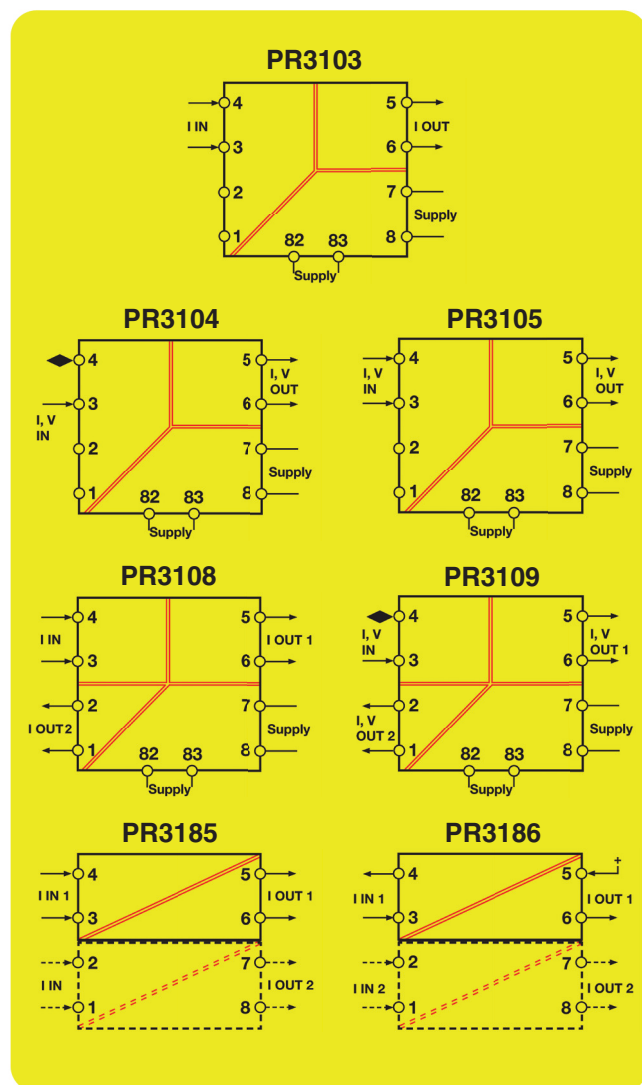 PR3103
4
5
I IN
I OUT
3
6
2
7
Supply
1
82
83
8
Supply
PR3104
PR3105
4
5
I, V
OUT
3
6
I, V
IN
2
7
Supply
1
82
83
8
Supply
4
5
I, V
IN
I, V
OUT
3
6
2
7
Supply
1
82
83
8
Supply
PR3108
PR3109
4
5
I IN
I OUT 1
3
6
2
7
I OUT 2
Supply
1
82
83
8
Supply
4
5
I, V
IN
I, V
OUT 1
3
6
2
7
I, V
OUT 2
Supply
1
82
83
8
Supply
PR3185
PR3186
4
5
I IN 1
I OUT 1
3
6
2
7
I IN
I OUT 2
1
8
+
4
5
I IN 1
I OUT 1
3
6
2
7
I IN 2
I OUT 2
1
8